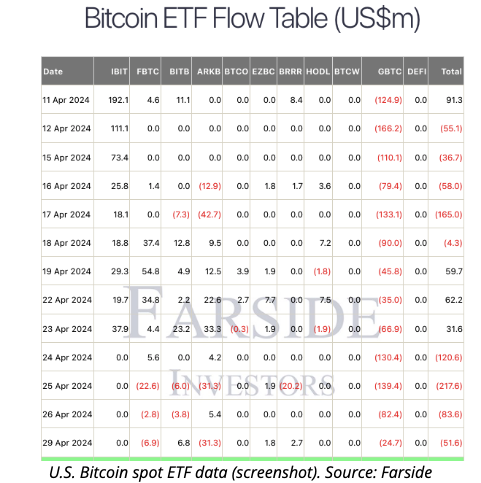 Bitcoin ETF Flow Table (US$m)
Date IBIT FBTC BITB ARKB BTCO EZBC BRRR HODL BTCW GBTC DEFI Total
11 Apr 2024 192.1 4.6 11.1 0.0 0.0 0.0 8.4 0.0 0.0 (124.9) 0.0 91.3
12 Apr 2024 111.1 0.0 0.0 0.0 0.0 0.0 0.0 0.0 0.0 (166.2) 0.0 (55.1)
15 Apr 2024 73.4 0.0 0.0 0.0 0.0 0.0 0.0 0.0 0.0 (110.1) 0.0 (36.7)
16 Apr 2024 25.8 1.4 0.0 (12.9) 0.0 1.8 1.7 3.6 0.0 (79.4) 0.0 (58.0)
17 Apr 2024 18.1 0.0 (7.3) (42.7) 0.0 0.0 0.0 0.0 0.0 (133.1) 0.0 (165.0)
18 Apr 2024 18.8 37.4 12.8 9.5 0.0 0.0 0.0 7.2 0.0 (90.0) 0.0 (4.3)
19 Apr 2024 29.3 54.8 4.9 12.5 3.9 1.9 0.0 (1.8) 0.0 (45.8) 0.0 59.7
22 Apr 2024 19.7 34.8 2.2 22.6 2.7 7.7 0.0 7.5 0.0 (35.0) 0.0 62.2
23 Apr 2024 37.9 4.4 23.2 33.3 (0.3) 1.9 0.0 (1.9) 0.0 (66.9) 0.0 31.6
FARSIDE
24 Apr 2024 0.0 5.6 0.0 4.2 0.0 0.0 0.0 0.0 0.0 (130.4) 0.0 (120.6)
25 Apr 2024 0.0 (22.6) (6.0) (31.3) 0.0 1.9 (20.2) 0.0 0.0 (139.4) 0.0 (217.6)
INVESTORS
26 Apr 2024 0.0 (2.8) (3.8) 5.4 0.0 0.0 0.0 0.0 0.0 (82.4) 0.0 (83.6)
29 Apr 2024 0.0 (6.9) 6.8 (31.3) 0.0 1.8 2.7 0.0 0.0 (24.7) 0.0 (51.6)
U.S. Bitcoin spot ETF data (screenshot). Source: Farside